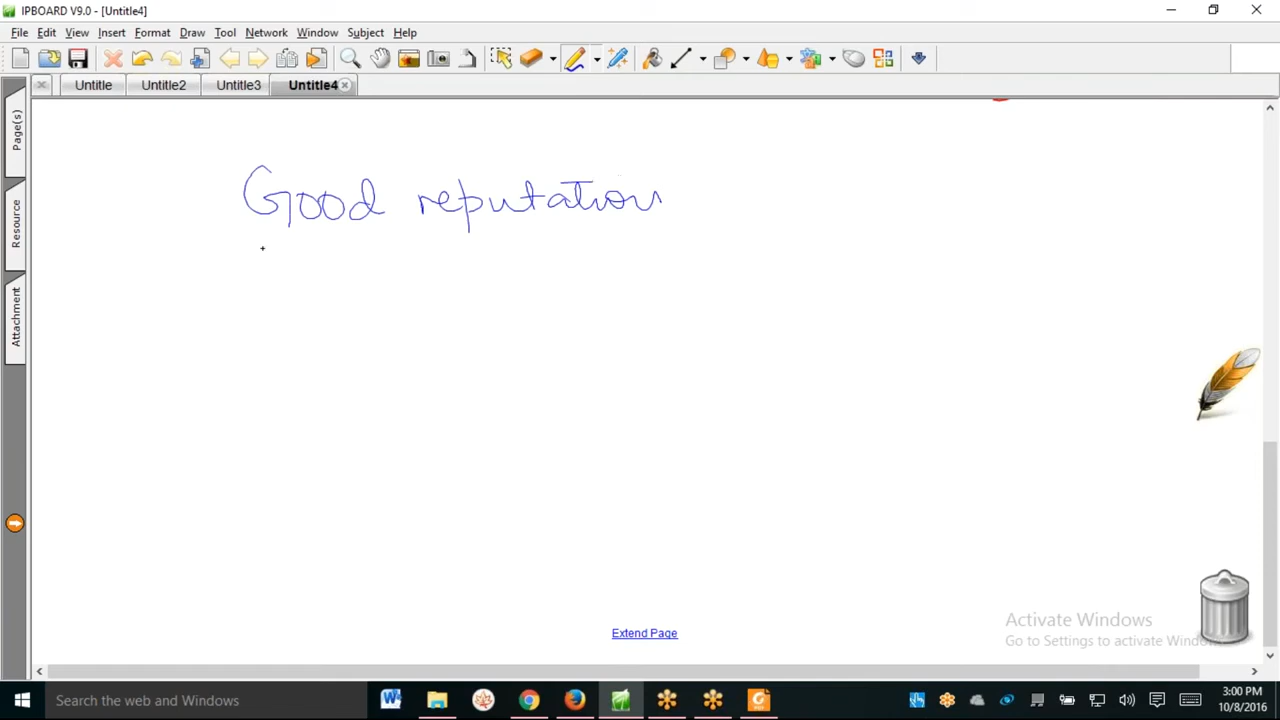 IPBOARD V9.0 - [Untitle4]
File Edit View Insert Format Draw Tool Network Window Subject Help
Untitle Untitle2 Untitle3 Untitle4
Page(s)
Resource
Attachment
Good reputation
Extend Page
Activate Windows
Go to Settings to activate Windows
Search the web and Windows
3:00 PM
10/8/2016